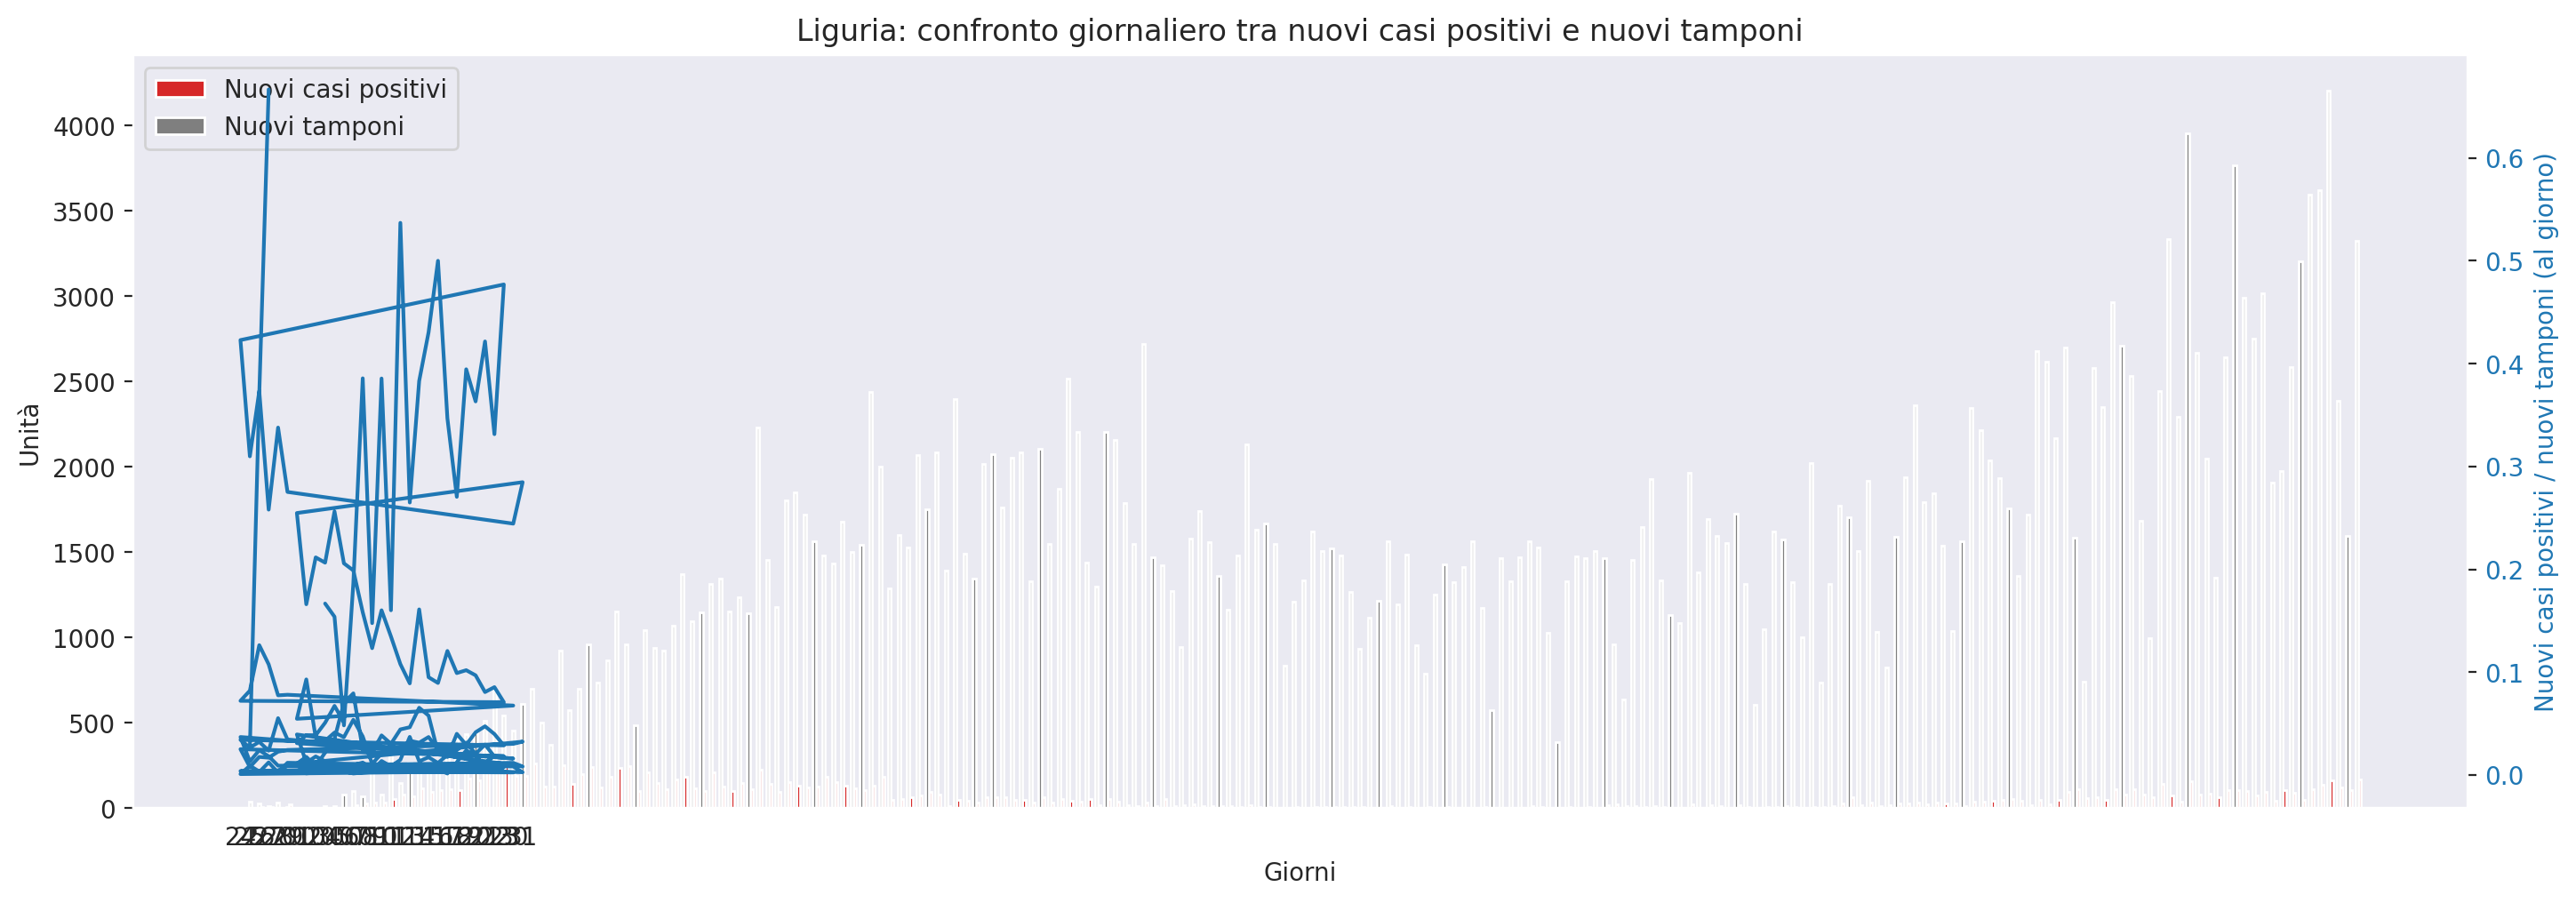 Liguria: confronto giornaliero tra nuovi casi positivi e nuovi tamponi
Nuovi casi positivi
Nuovi tamponi
4000
3500
3000
2500
2000
1500
1000
500
0
Unità
0.6
0.5
0.4
0.3
0.2
0.1
0.0
Nuovi casi positivi / nuovi tamponi (al giorno)
Giorni